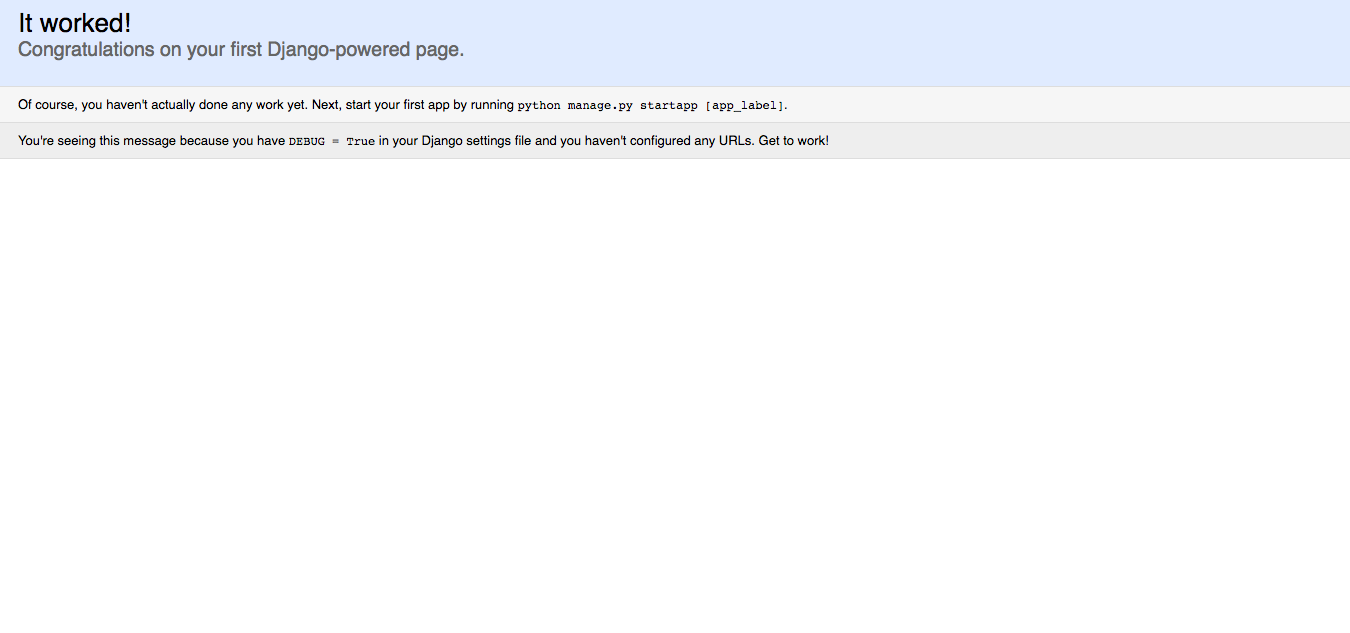 It worked!
Congratulations on your first Django-powered page.
Of course, you haven't actually done any work yet. Next, start your first app by running python manage.py startapp [app_label].
You're seeing this message because you have DEBUG = True in your Django settings file and you haven't configured any URLs. Get to work!